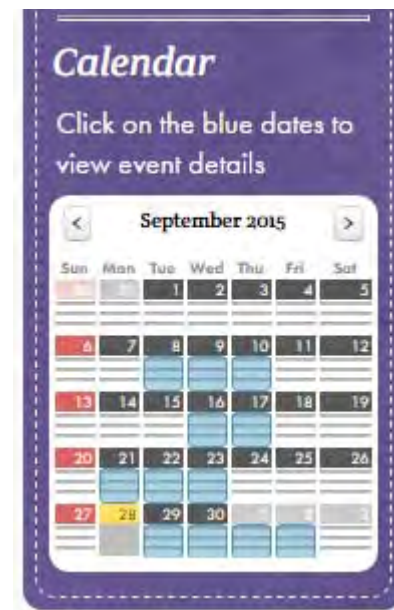 Calendar
Click on the blue dates to
view event details
< September 2015 >
Sun Mon Tue Wed Thu Fri Sat
1 2 3 4 5
6 7 8 9 10 11 12
13 14 15 16 17 18 19
20 21 22 23 24 25 26
27 28 29 30